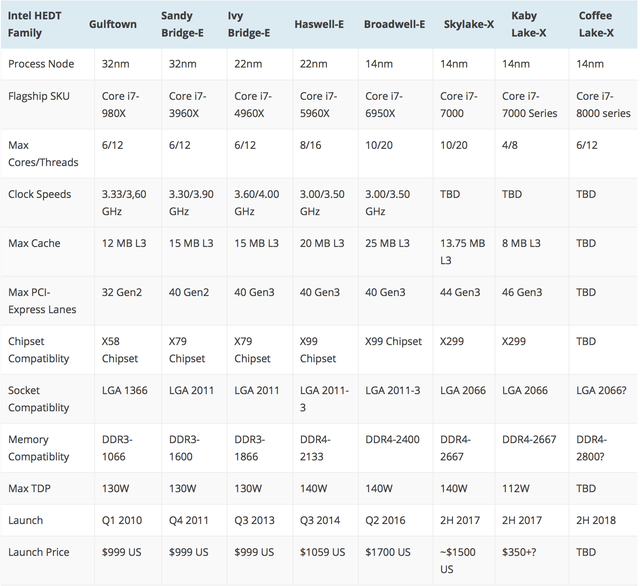 Intel HEDT Family Gulftown Sandy Bridge-E Ivy Bridge-E Haswell-E Broadwell-E Skylake-X Kaby Lake-X Coffee Lake-X
Process Node 32nm 32nm 22nm 22nm 14nm 14nm 14nm 14nm
Flagship SKU Core i7-980X Core i7-3960X Core i7-4960X Core i7-5960X Core i7-6950X Core i7-7000 Core i7-7000 Series Core i7-8000 series
Max Cores/Threads 6/12 6/12 6/12 8/16 10/20 10/20 4/8 6/12
Clock Speeds 3.33/3,60 GHz 3.30/3.90 GHz 3.60/4.00 GHz 3.00/3.50 GHz 3.00/3.50 GHz TBD TBD TBD
Max Cache 12 MB L3 15 MB L3 15 MB L3 20 MB L3 25 MB L3 13.75 MB L3 8 MB L3 TBD
Max PCI-Express Lanes 32 Gen2 40 Gen2 40 Gen3 40 Gen3 40 Gen3 44 Gen3 46 Gen3 TBD
Chipset Compatiblity X58 Chipset X79 Chipset X79 Chipset X99 Chipset X99 Chipset X299 X299 TBD
Socket Compatiblity LGA 1366 LGA 2011 LGA 2011 LGA 2011-3 LGA 2011-3 LGA 2066 LGA 2066 LGA 2066?
Memory Compatiblity DDR3-1066 DDR3-1600 DDR3-1866 DDR4-2133 DDR4-2400 DDR4-2667 DDR4-2667 DDR4-2800?
Max TDP 130W 130W 130W 140W 140W 140W 112W TBD
Launch Q1 2010 Q4 2011 Q3 2013 Q3 2014 Q2 2016 2H 2017 2H 2017 2H 2018
Launch Price $999 US $999 US $999 US $1059 US $1700 US ~$1500 US $350+? TBD